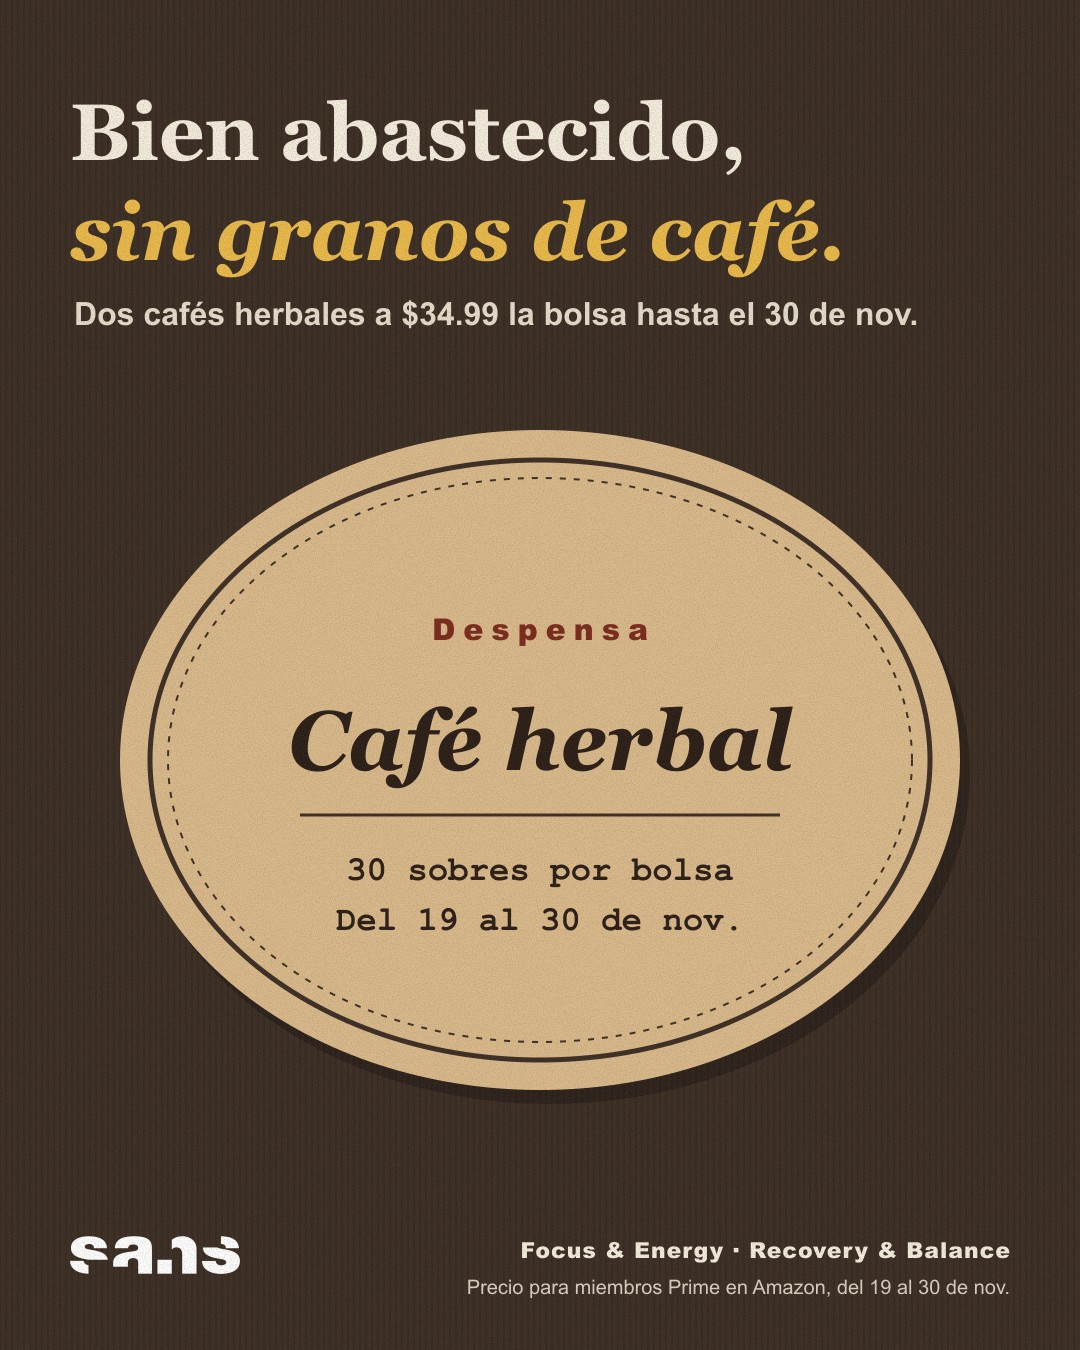 Bien abastecido,
sin granos de café.
Dos cafés herbales a $34.99 la bolsa hasta el 30 de nov.
Despensa
Café herbal
30 sobres por bolsa
Del 19 al 30 de nov.
sans
Focus & Energy · Recovery & Balance
Precio para miembros Prime en Amazon, del 19 al 30 de nov.